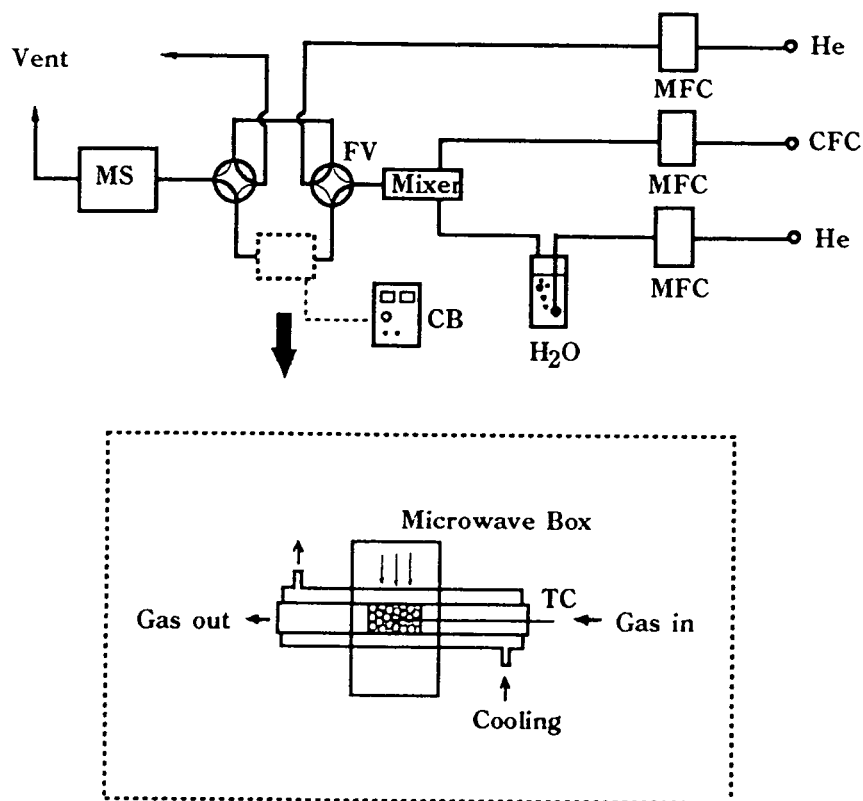 Vent
He
MFC
MS
FV
Mixer
CFC
MFC
He
MFC
CB
H₂O
Microwave Box
TC
Gas out
Gas in
Cooling